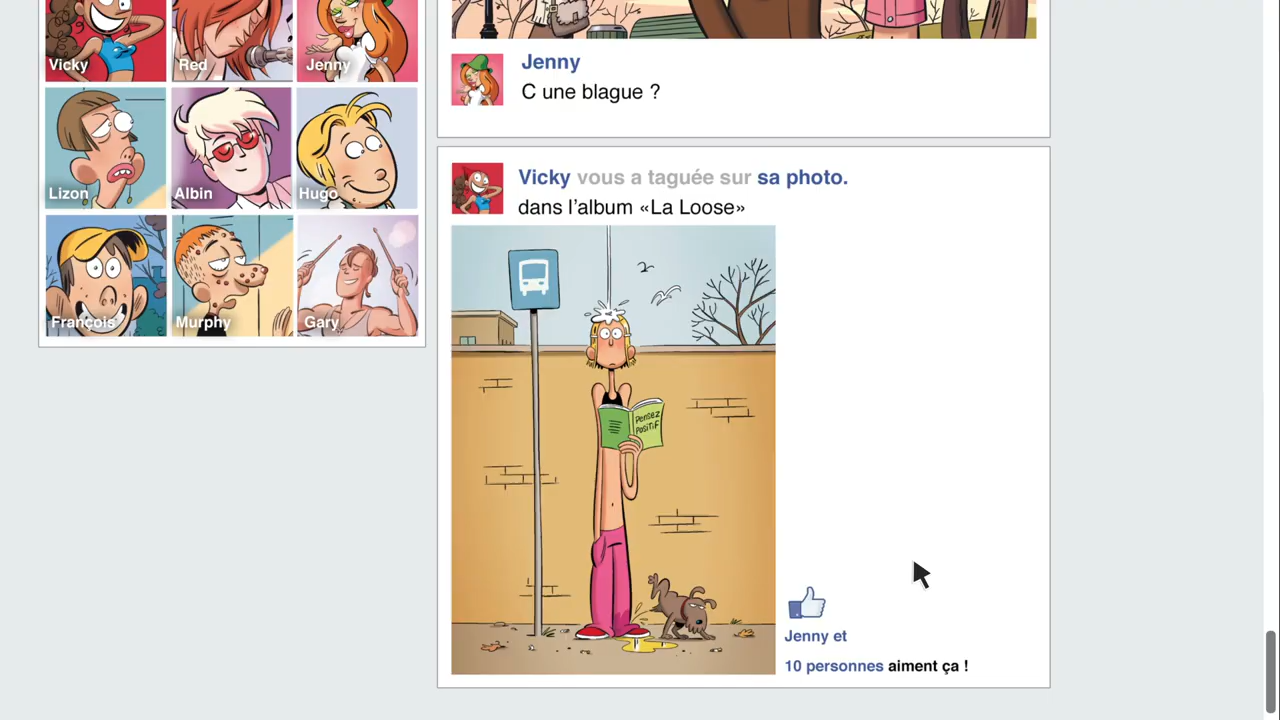 Vicky
Red
Jenny
Lizon
Albin
Hugo
François
Murphy
Gary
Jenny
C une blague ?
Vicky vous a taguée sur sa photo.
dans l’album «La Loose»
PENSEZ
POSITIF
Jenny et
10 personnes aiment ça !